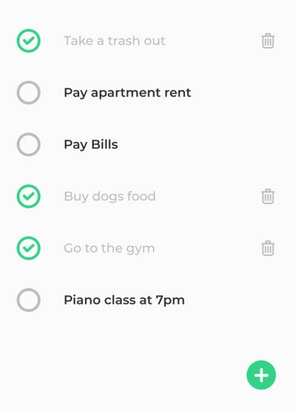 Take a trash out
Pay apartment rent
Pay Bills
Buy dogs food
Go to the gym
Piano class at 7pm